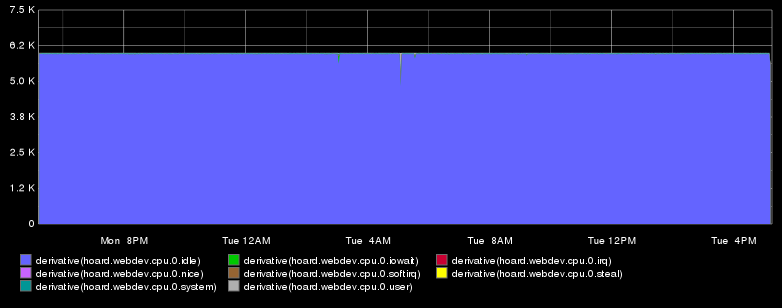 7.5 K
6.2 K
5.0 K
3.8 K
2.5 K
1.2 K
0
Mon 8PM Tue 12AM Tue 4AM Tue 8AM Tue 12PM Tue 4PM
derivative(hoard.webdev.cpu.0.idle) derivative(hoard.webdev.cpu.0.iowait) derivative(hoard.webdev.cpu.0.irq)
derivative(hoard.webdev.cpu.0.nice) derivative(hoard.webdev.cpu.0.softirq) derivative(hoard.webdev.cpu.0.steal)
derivative(hoard.webdev.cpu.0.system) derivative(hoard.webdev.cpu.0.user)